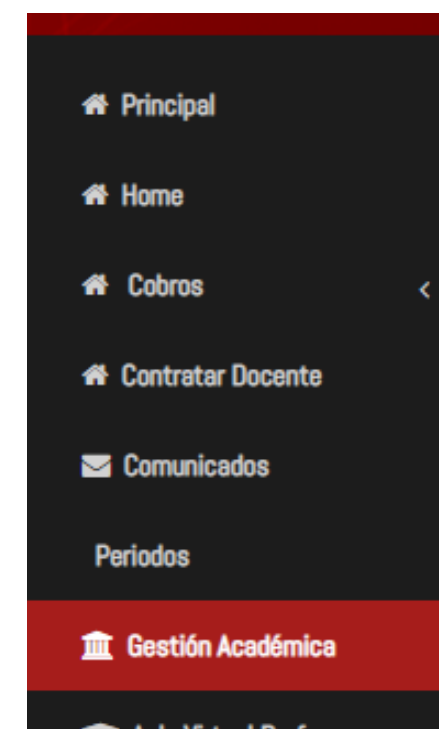 Principal
Home
Cobros
Contratar Docente
Comunicados
Periodos
Gestión Académica